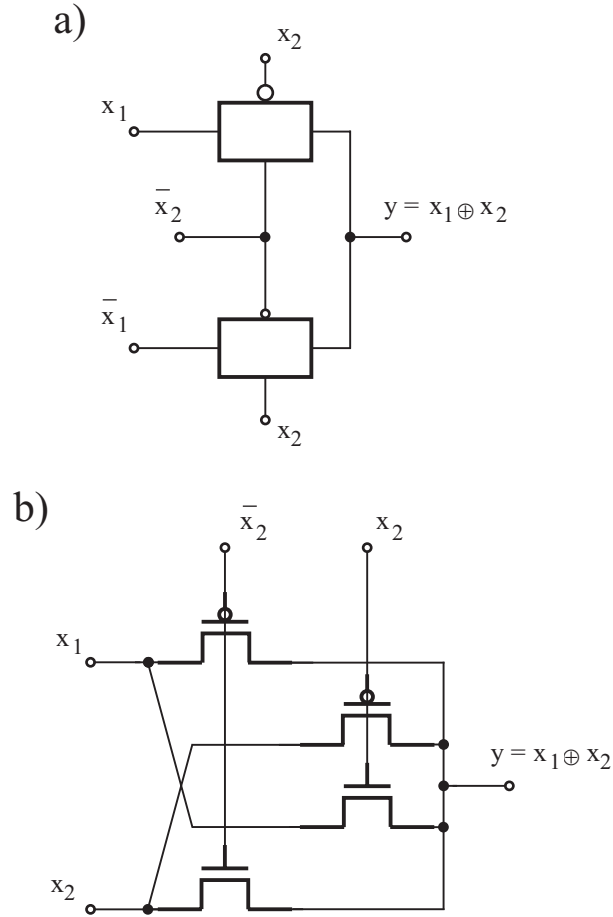 a)
x₂
x₁
x̄₂
y = x₁ ⊕ x₂
x̄₁
x₂
b)
x̄₂
x₂
x₁
y = x₁ ⊕ x₂
x₂